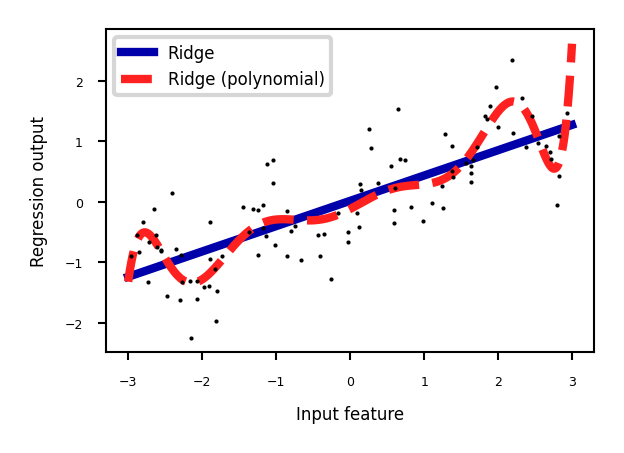 Ridge
Ridge (polynomial)
Regression output
2
1
0
−1
−2
−3 −2 −1 0 1 2 3
Input feature